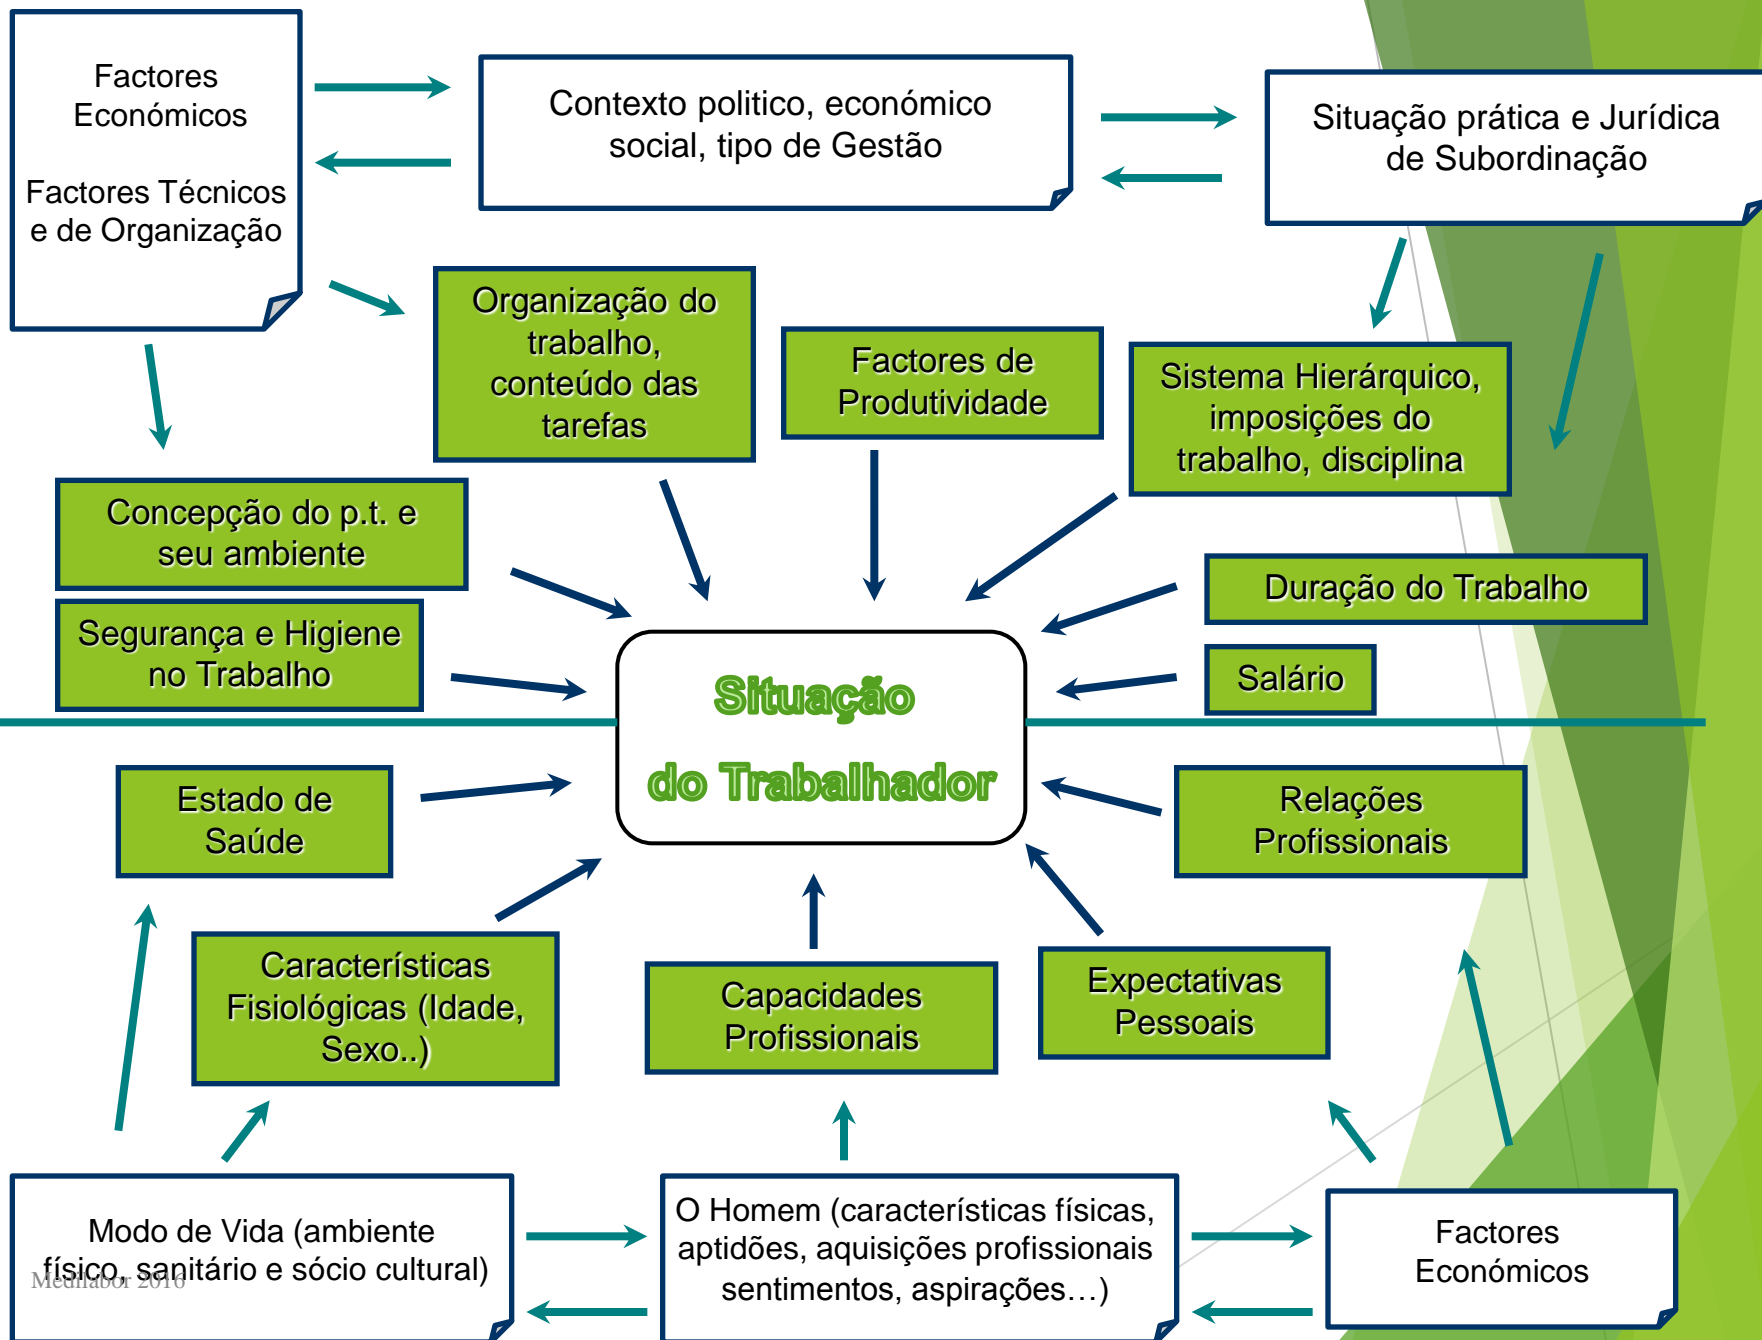 Factores
Económicos
Factores Técnicos
e de Organização
Contexto politico, económico
social, tipo de Gestão
Situação prática e Jurídica
de Subordinação
Organização do
trabalho,
conteúdo das
tarefas
Factores de
Produtividade
Sistema Hierárquico,
imposições do
trabalho, disciplina
Concepção do p.t. e
seu ambiente
Duração do Trabalho
Segurança e Higiene
no Trabalho
Salário
Situação
do Trabalhador
Estado de
Saúde
Relações
Profissionais
Características
Fisiológicas (Idade,
Sexo..)
Capacidades
Profissionais
Expectativas
Pessoais
Modo de Vida (ambiente
físico, sanitário e sócio cultural)
O Homem (características físicas,
aptidões, aquisições profissionais
sentimentos, aspirações…)
Factores
Económicos
Medilabor 2016